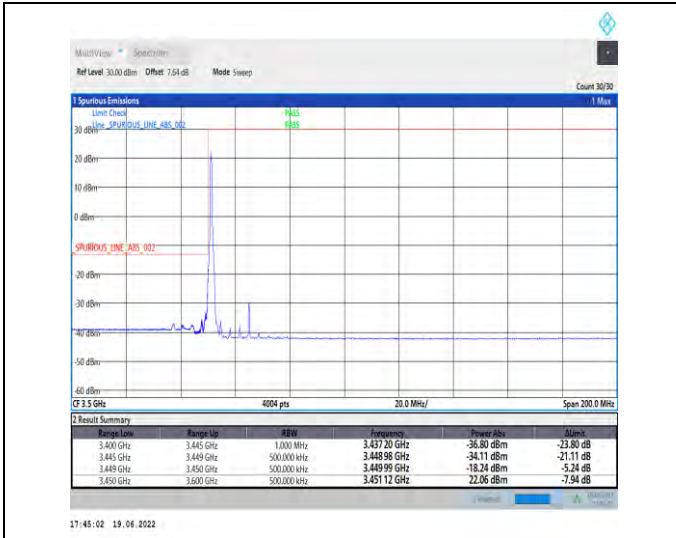 MultiView Spectrum
Ref Level 30.00 dBm Offset 7.64 dB Mode Sweep
Count 30/30
1 Spurious Emissions 1 Max
Limit Check PASS
Line _SPURIOUS_LINE_ABS_002 PASS
30 dBm
20 dBm
10 dBm
0 dBm
_SPURIOUS_LINE_ABS_002
-20 dBm
-30 dBm
-40 dBm
-50 dBm
-60 dBm
CF 3.5 GHz 4004 pts 20.0 MHz/ Span 200.0 MHz
2 Result Summary
Range Low Range Up RBW Frequency Power Abs ΔLimit
3.400 GHz 3.445 GHz 1.000 MHz 3.437 20 GHz -36.80 dBm -23.80 dB
3.445 GHz 3.449 GHz 500.000 kHz 3.448 98 GHz -34.11 dBm -21.11 dB
3.449 GHz 3.450 GHz 500.000 kHz 3.449 99 GHz -18.24 dBm -5.24 dB
3.450 GHz 3.600 GHz 500.000 kHz 3.451 12 GHz 22.06 dBm -7.94 dB
17:45:02 19.06.2022